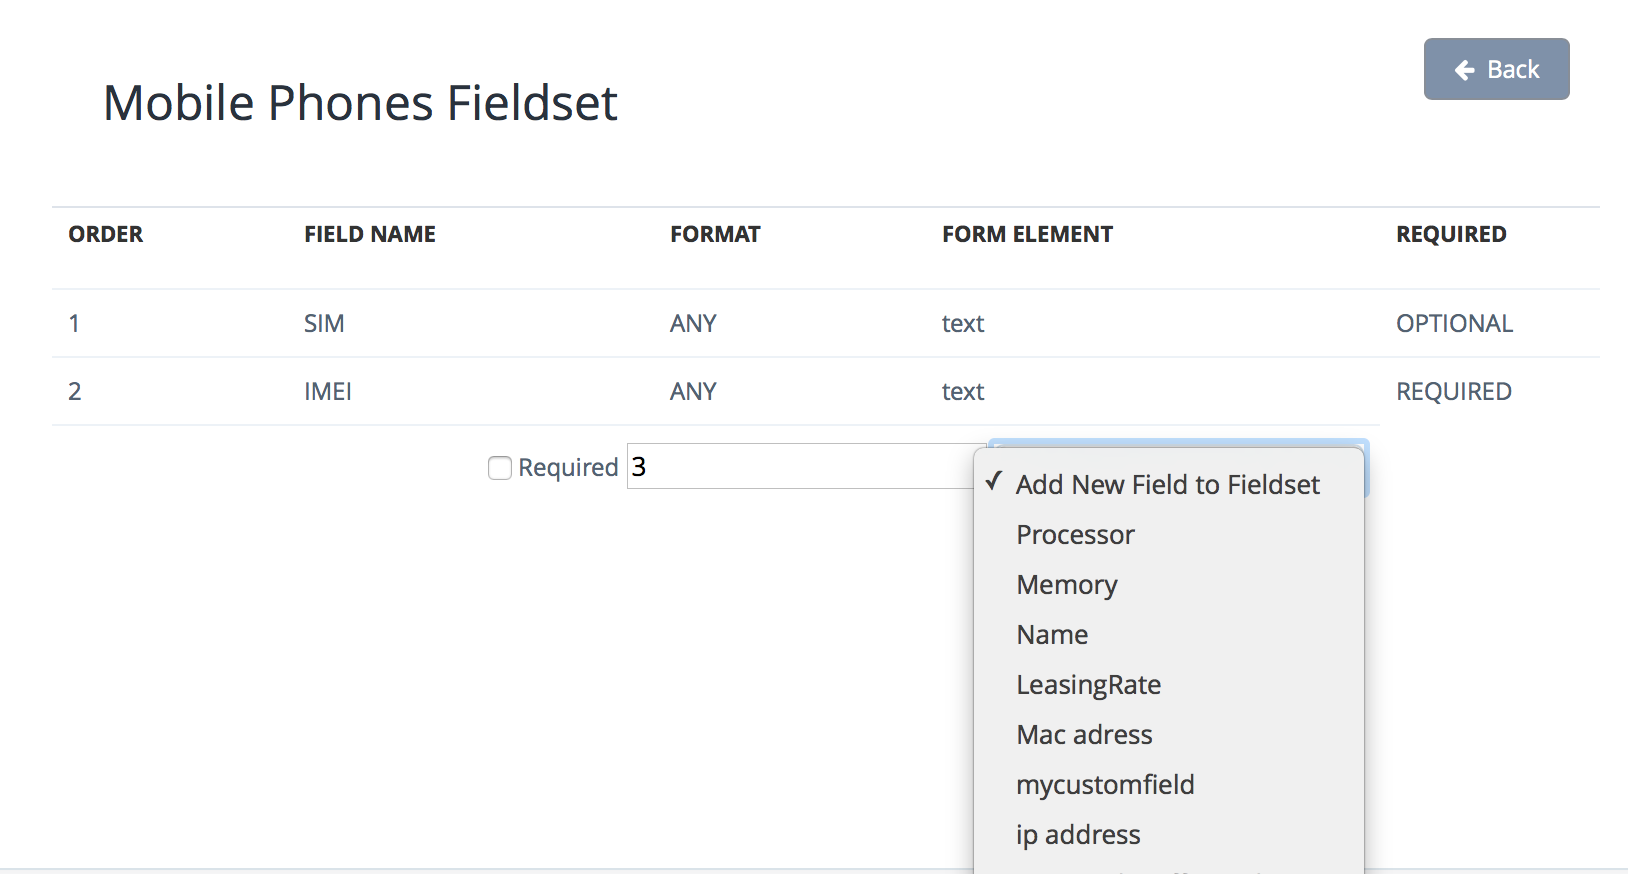 Back
Mobile Phones Fieldset
ORDER FIELD NAME FORMAT FORM ELEMENT REQUIRED
1 SIM ANY text OPTIONAL
2 IMEI ANY text REQUIRED
Required 3
✓ Add New Field to Fieldset
Processor
Memory
Name
LeasingRate
Mac adress
mycustomfield
ip address